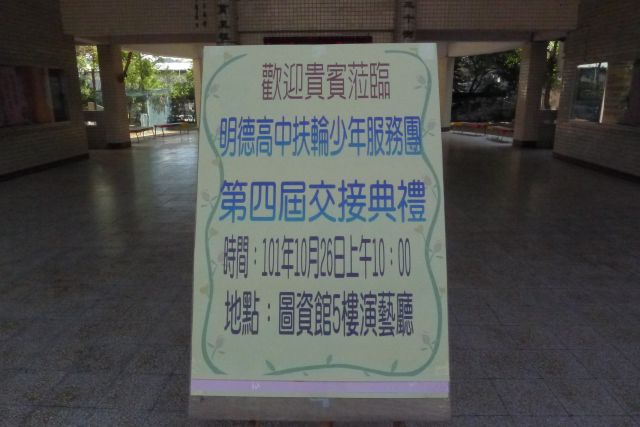 歡迎貴賓蒞臨
明德高中扶輪少年服務團
第四屆交接典禮
時間：101年10月26日上午10：00
地點：圖資館5樓演藝廳